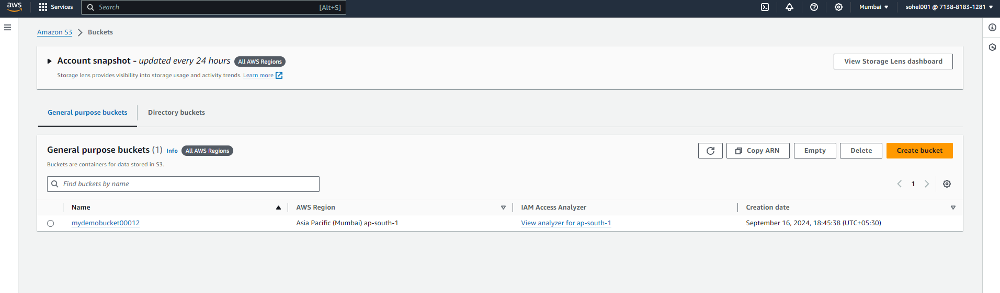 aws Services Search [Alt+S] Mumbai ▼ sohel001 @ 7138-8183-1281 ▼
Amazon S3 > Buckets
Account snapshot - updated every 24 hours All AWS Regions View Storage Lens dashboard
Storage lens provides visibility into storage usage and activity trends. Learn more
General purpose buckets Directory buckets
General purpose buckets (1) Info All AWS Regions Copy ARN Empty Delete Create bucket
Buckets are containers for data stored in S3.
Find buckets by name 1
Name AWS Region IAM Access Analyzer Creation date
mydemobucket00012 Asia Pacific (Mumbai) ap-south-1 View analyzer for ap-south-1 September 16, 2024, 18:45:38 (UTC+05:30)